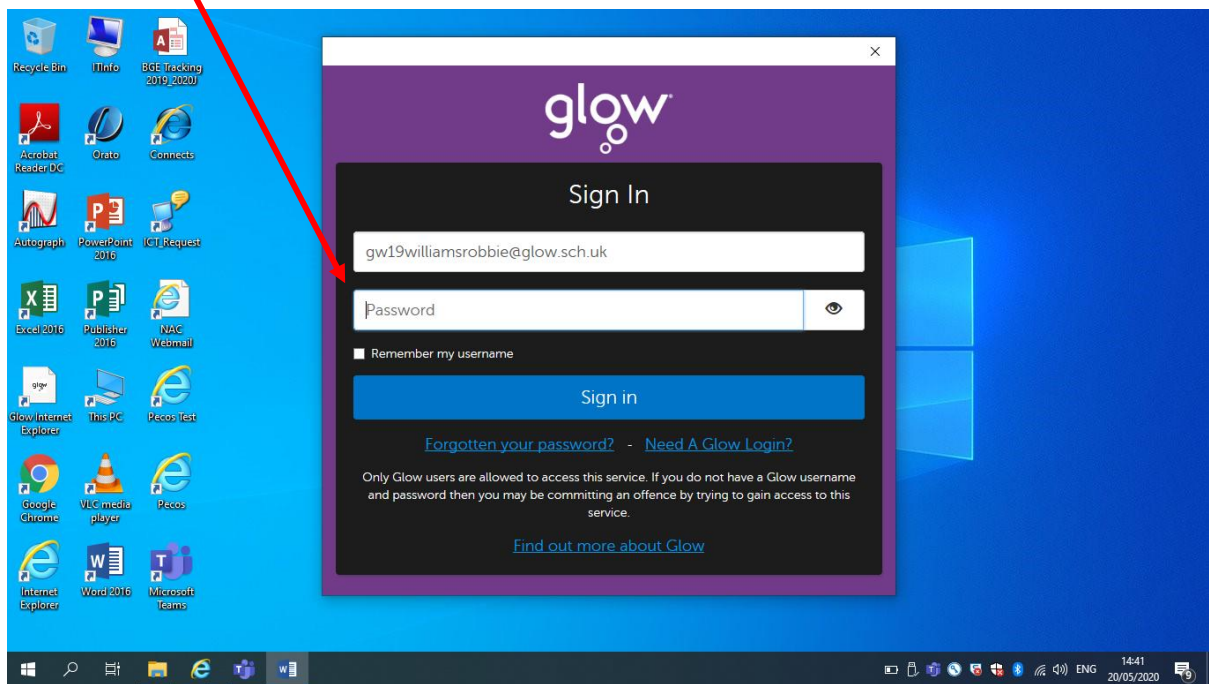 Recycle Bin
ITInfo
BGE Tracking
2019_2020J
Acrobat
Reader DC
Orato
Connects
Autograph
PowerPoint
2016
ICT_Request
Excel 2016
Publisher
2016
NAC
Webmail
glow
Glow Internet
Explorer
This PC
Pecos Test
Google
Chrome
VLC media
player
Pecos
Internet
Explorer
Word 2016
Microsoft
Teams
glow
Sign In
gw19williamsrobbie@glow.sch.uk
Password
Remember my username
Sign in
Forgotten your password? - Need A Glow Login?
Only Glow users are allowed to access this service. If you do not have a Glow username
and password then you may be committing an offence by trying to gain access to this
service.
Find out more about Glow
ENG
14:41
20/05/2020
9